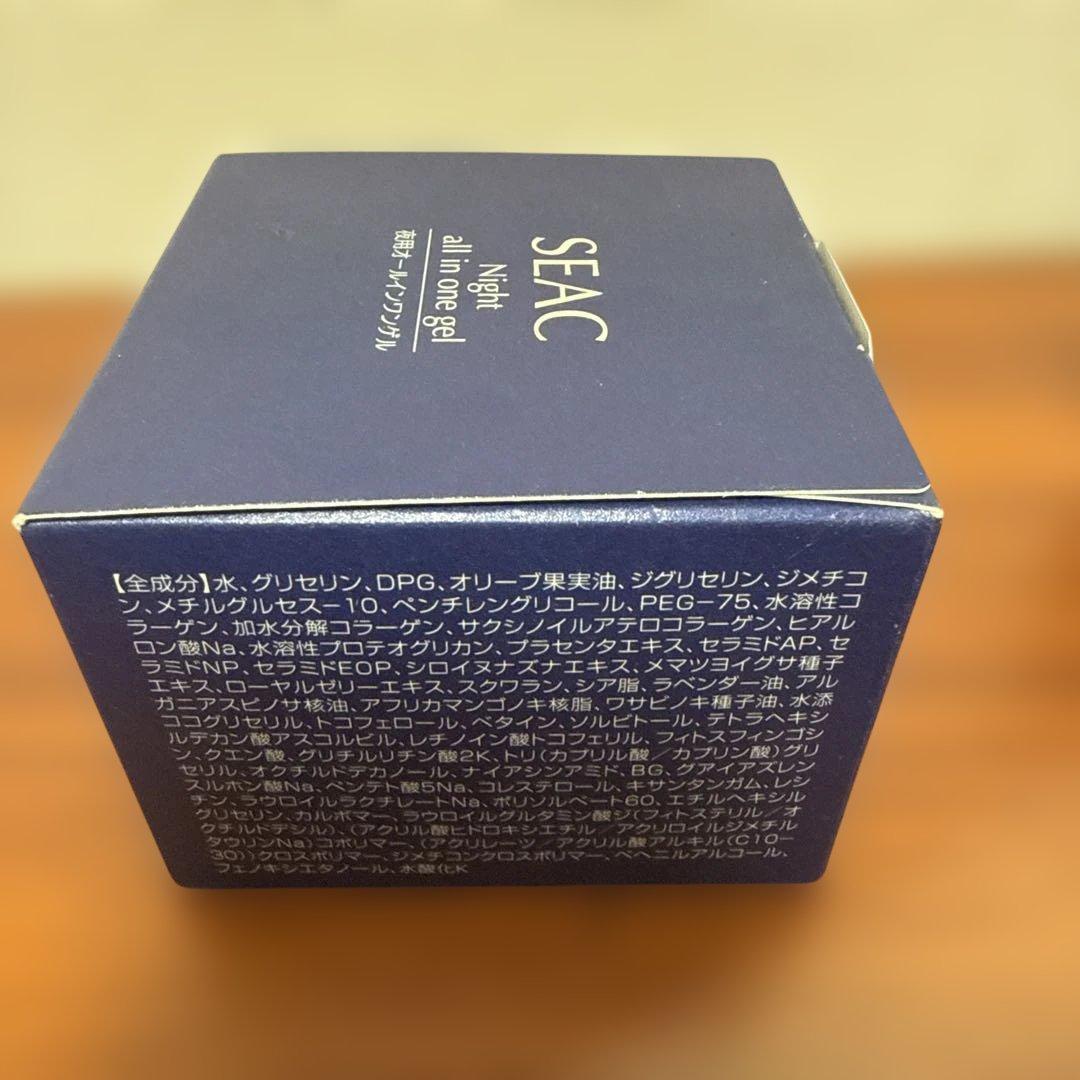 SEAC
Night
all in one gel
夜用オールインワンゲル
【全成分】水、グリセリン、DPG、オリーブ果実油、ジグリセリン、ジメチコ
ン、メチルグルセス-10、ペンチレングリコール、PEG-75、水溶性コ
ラーゲン、加水分解コラーゲン、サクシノイルアテロコラーゲン、ヒアル
ロン酸Na、水溶性プロテオグリカン、プラセンタエキス、セラミドAP、セ
ラミドNP、セラミドEOP、シロイヌナズナエキス、メマツヨイグサ種子
エキス、ローヤルゼリーエキス、スクワラン、シア脂、ラベンダー油、アル
ガニアスピノサ核油、アフリカマンゴノキ核脂、ワサビノキ種子油、水添
ココグリセリル、トコフェロール、ベタイン、ソルビトール、テトラヘキシ
ルデカン酸アスコルビル、レチノイン酸トコフェリル、フィトスフィンゴシ
ン、クエン酸、グリチルリチン酸2K、トリ(カプリル酸/カプリン酸)グリ
セリル、オクチルドデカノール、ナイアシンアミド、BG、グアイアズレン
スルホン酸Na、ペンテト酸5Na、コレステロール、キサンタンガム、レシ
チン、ラウロイルラクチレートNa、ポリソルベート60、エチルヘキシル
グリセリン、カルボマー、ラウロイルグルタミン酸ジ(フィトステリル/オ
クチルドデシル)、(アクリル酸ヒドロキシエチル/アクリロイルジメチル
タウリンNa)コポリマー、(アクリレーツ/アクリル酸アルキル(C10-
30))クロスポリマー、ジメチコンクロスポリマー、ベヘニルアルコール、
フェノキシエタノール、水酸化K